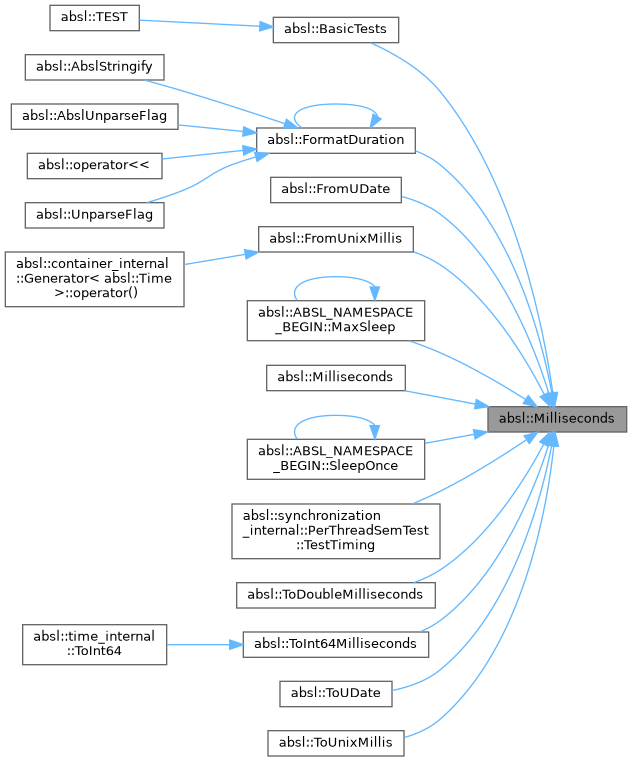 absl::TEST
absl::BasicTests
absl::AbslStringify
absl::AbslUnparseFlag
absl::FormatDuration
absl::operator<<
absl::FromUDate
absl::UnparseFlag
absl::FromUnixMillis
absl::container_internal
::Generator< absl::Time
>::operator()
absl::ABSL_NAMESPACE
_BEGIN::MaxSleep
absl::Milliseconds
absl::Milliseconds
absl::ABSL_NAMESPACE
_BEGIN::SleepOnce
absl::synchronization
_internal::PerThreadSemTest
::TestTiming
absl::ToDoubleMilliseconds
absl::time_internal
::ToInt64
absl::ToInt64Milliseconds
absl::ToUDate
absl::ToUnixMillis